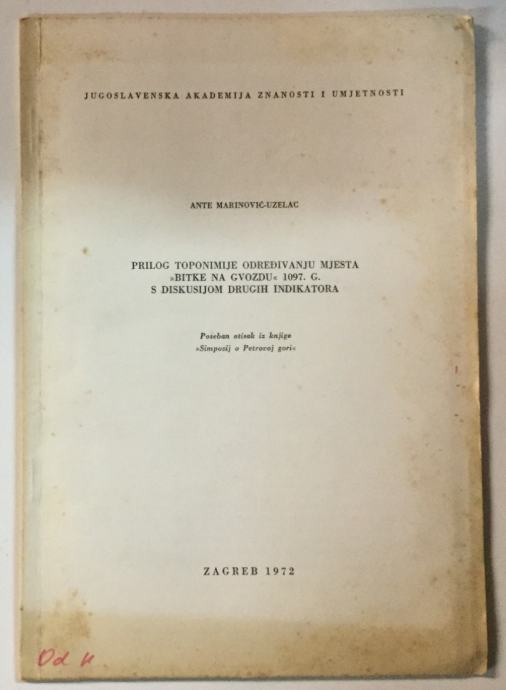 JUGOSLAVENSKA AKADEMIJA ZNANOSTI I UMJETNOSTI
ANTE MARINOVIĆ-UZELAC
PRILOG TOPONIMIJE ODREĐIVANJU MJESTA
»BITKE NA GVOZDU« 1097. G.
S DISKUSIJOM DRUGIH INDIKATORA
Poseban otisak iz knjige
»Simpozij o Petrovoj gori«
ZAGREB 1972
Od